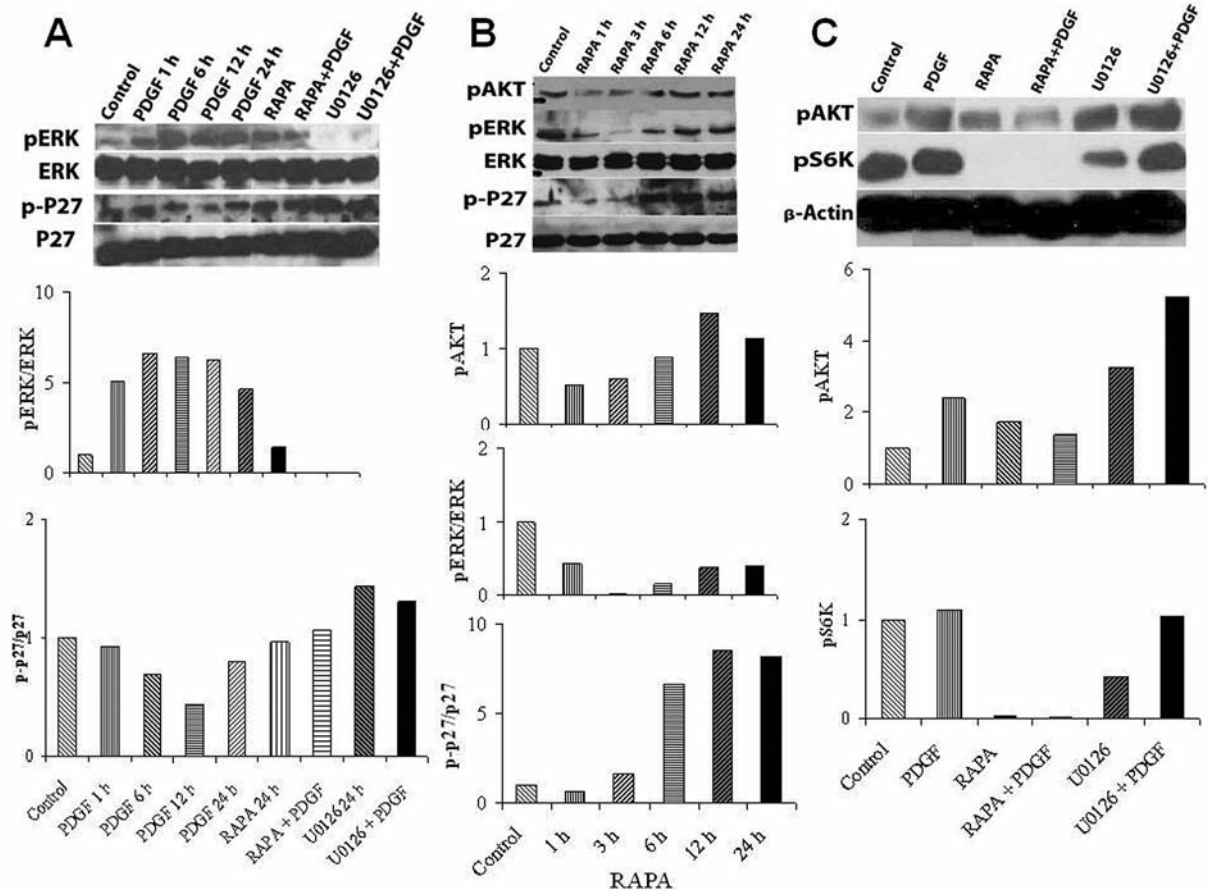 A
Control
PDGF 1 h
PDGF 6 h
PDGF 12 h
PDGF 24 h
RAPA
RAPA+PDGF
U0126
U0126+PDGF
pERK
ERK
p-P27
P27
10
5
0
pERK/ERK
2
1
0
p-p27/p27
Control
PDGF 1 h
PDGF 6 h
PDGF 12 h
PDGF 24 h
RAPA 24 h
RAPA + PDGF
U0126 24 h
U0126 + PDGF
B
Control
RAPA 1 h
RAPA 3 h
RAPA 6 h
RAPA 12 h
RAPA 24 h
pAKT
pERK
ERK
p-P27
P27
2
1
0
pAKT
2
1
0
pERK/ERK
10
5
0
p-p27/p27
Control
1 h
3 h
6 h
12 h
24 h
RAPA
C
Control
PDGF
RAPA
RAPA+PDGF
U0126
U0126+PDGF
pAKT
pS6K
β-Actin
6
4
2
0
pAKT
2
1
0
pS6K
Control
PDGF
RAPA
RAPA + PDGF
U0126
U0126 + PDGF